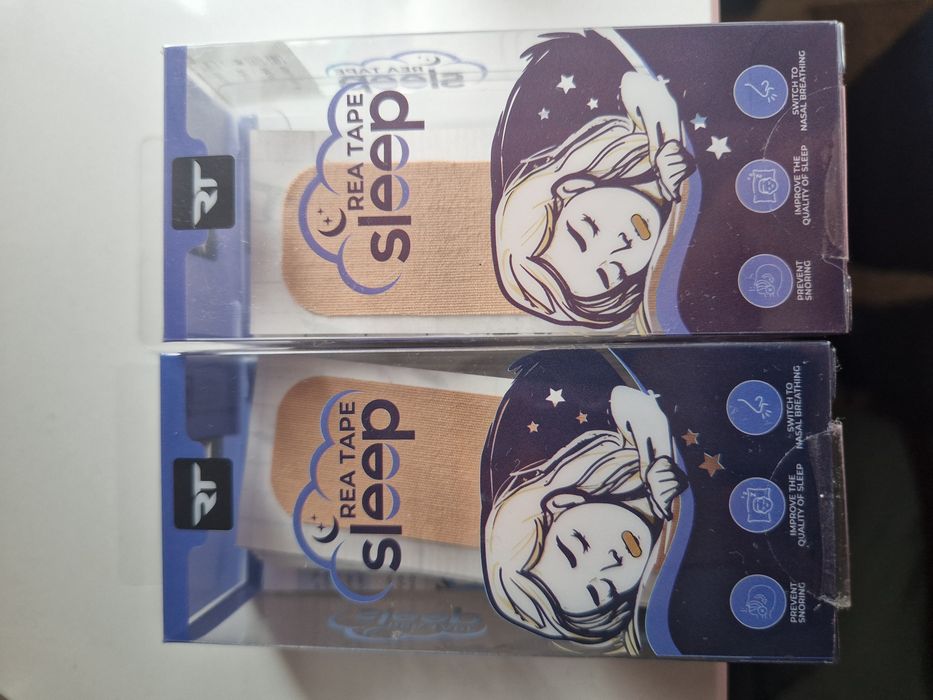 REA TAPE
sleep
RT
SWITCH TO
NASAL BREATHING
IMPROVE THE
QUALITY OF SLEEP
PREVENT
SNORING
REA TAPE
sleep
RT
SWITCH TO
NASAL BREATHING
IMPROVE THE
QUALITY OF SLEEP
PREVENT
SNORING